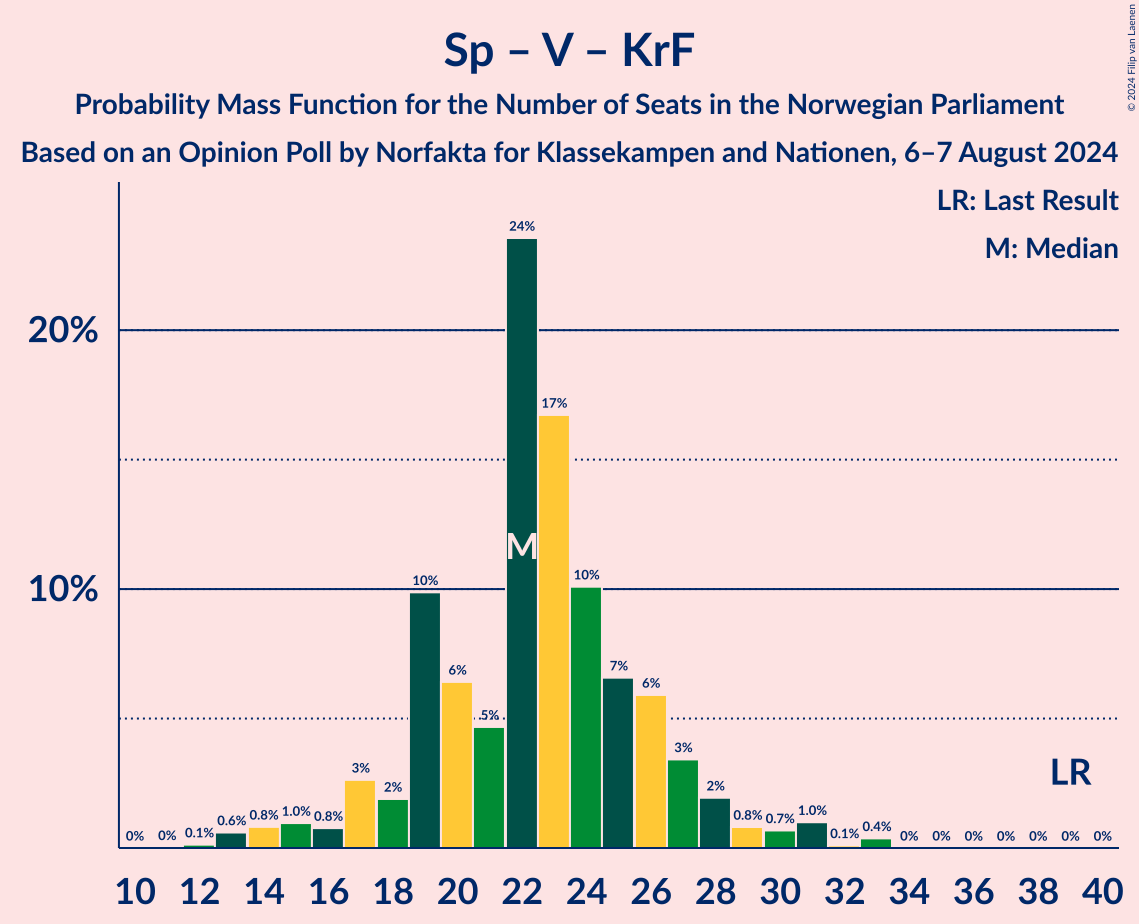 Sp – V – KrF
Probability Mass Function for the Number of Seats in the Norwegian Parliament
Based on an Opinion Poll by Norfakta for Klassekampen and Nationen, 6–7 August 2024
© 2024 Filip van Laenen
LR: Last Result
M: Median
20%
10%
0% 0% 0.1% 0.6% 0.8% 1.0% 0.8% 3% 2% 10% 6% 5% 24% 17% 10% 7% 6% 3% 2% 0.8% 0.7% 1.0% 0.1% 0.4% 0% 0% 0% 0% 0% 0% 0%
M
LR
10 12 14 16 18 20 22 24 26 28 30 32 34 36 38 40